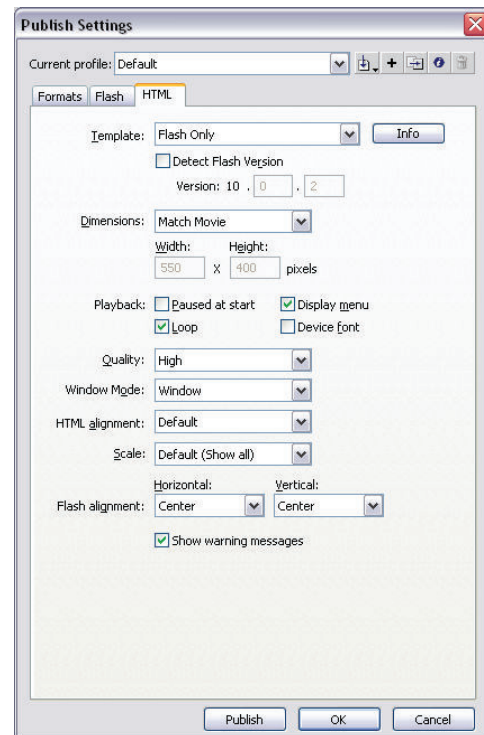 Publish Settings
Current profile: Default
Formats Flash HTML
Template: Flash Only Info
Detect Flash Version
Version: 10 . 0 . 2
Dimensions: Match Movie
Width: Height:
550 X 400 pixels
Playback: Paused at start Display menu
Loop Device font
Quality: High
Window Mode: Window
HTML alignment: Default
Scale: Default (Show all)
Horizontal: Vertical:
Flash alignment: Center Center
Show warning messages
Publish OK Cancel